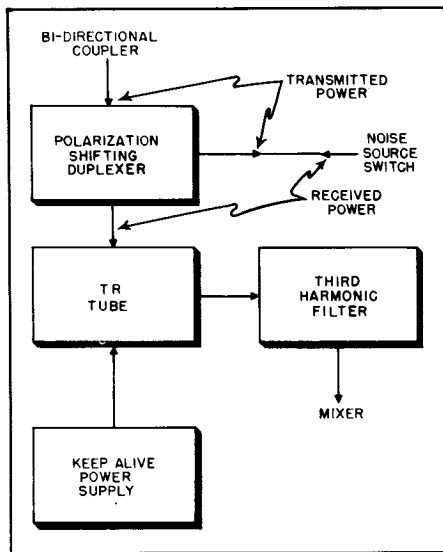 BI-DIRECTIONAL
COUPLER
TRANSMITTED
POWER
POLARIZATION
SHIFTING
DUPLEXER
NOISE
SOURCE
SWITCH
RECEIVED
POWER
TR
TUBE
THIRD
HARMONIC
FILTER
MIXER
KEEP ALIVE
POWER
SUPPLY